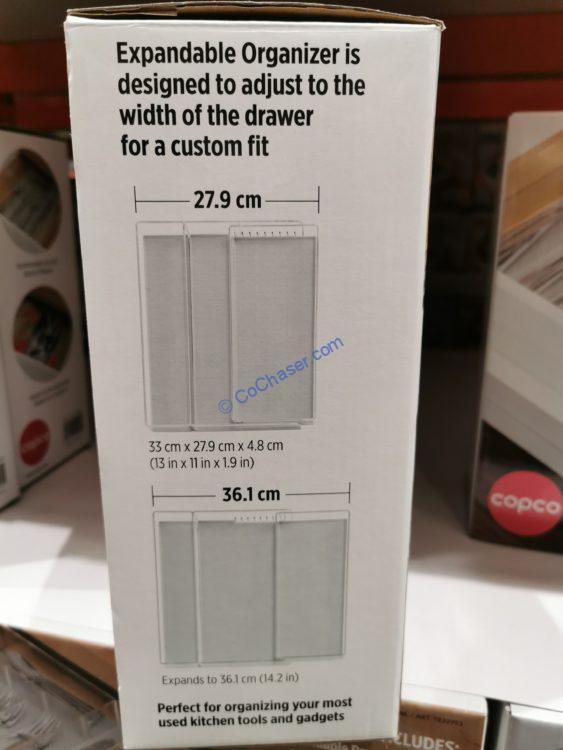 Expandable Organizer is
designed to adjust to the
width of the drawer
for a custom fit
27.9 cm
© CoChaser.com
33 cm x 27.9 cm x 4.8 cm
(13 in x 11 in x 1.9 in)
36.1 cm
Expands to 36.1 cm (14.2 in)
Perfect for organizing your most
used kitchen tools and gadgets
copco
copco